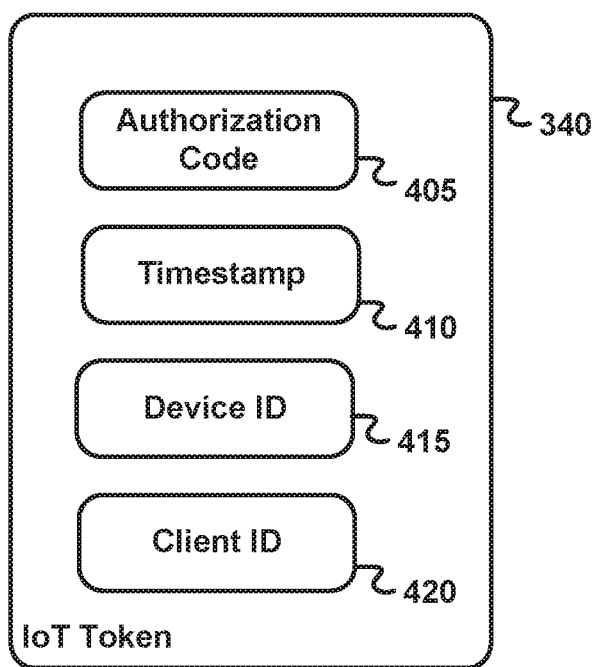 Authorization
Code
340
405
Timestamp
410
Device ID
415
Client ID
420
IoT Token